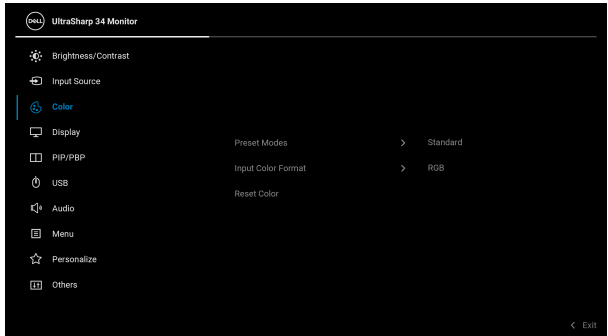 DELL UltraSharp 34 Monitor
Brightness/Contrast
Input Source
Color
Display
Preset Modes > Standard
PIP/PBP
Input Color Format > RGB
USB
Reset Color
Audio
Menu
Personalize
Others
< Exit